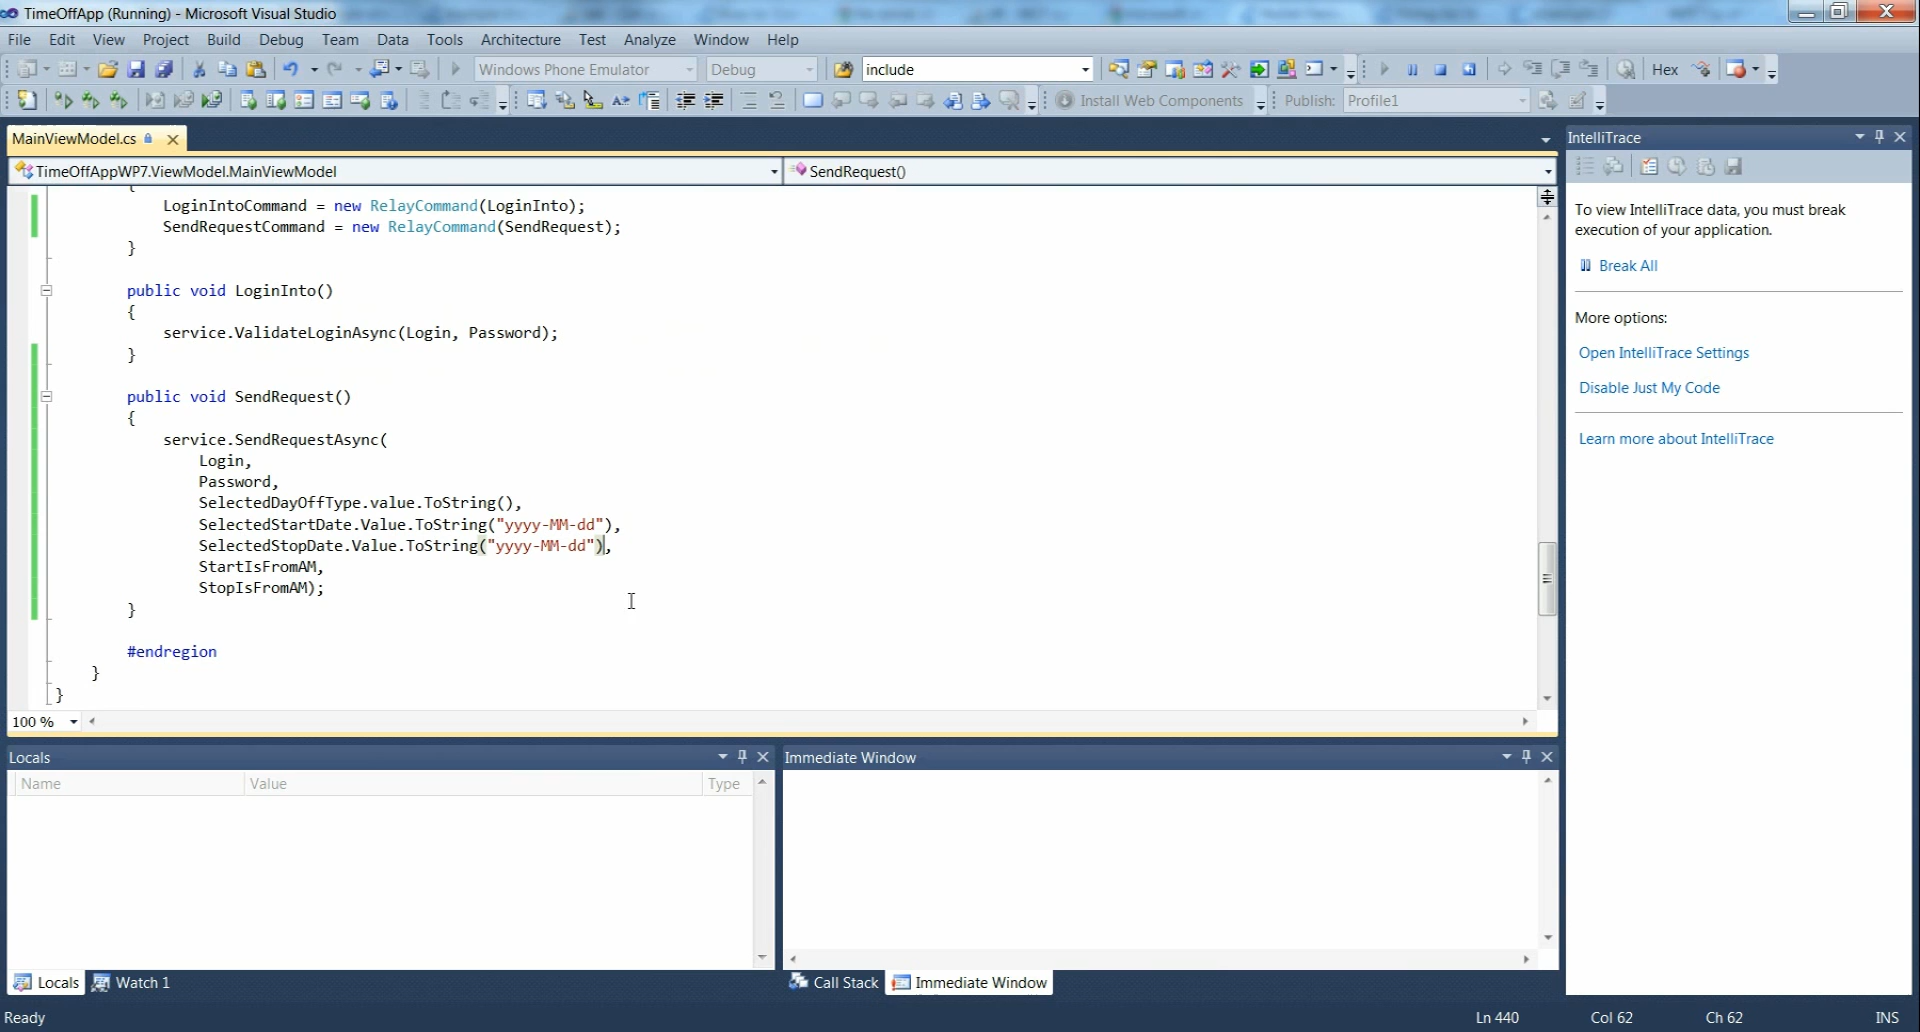 TimeOffApp (Running) - Microsoft Visual Studio
File Edit View Project Build Debug Team Data Tools Architecture Test Analyze Window Help
Windows Phone Emulator Debug include Hex
Install Web Components Publish: Profile1
MainViewModel.cs
TimeOffAppWP7.ViewModel.MainViewModel SendRequest()
{
LoginIntoCommand = new RelayCommand(LoginInto);
SendRequestCommand = new RelayCommand(SendRequest);
}
public void LoginInto()
{
service.ValidateLoginAsync(Login, Password);
}
public void SendRequest()
{
service.SendRequestAsync(
Login,
Password,
SelectedDayOffType.value.ToString(),
SelectedStartDate.Value.ToString("yyyy-MM-dd"),
SelectedStopDate.Value.ToString("yyyy-MM-dd"),
StartIsFromAM,
StopIsFromAM);
}
#endregion
}
}
100 %
IntelliTrace
To view IntelliTrace data, you must break
execution of your application.
Break All
More options:
Open IntelliTrace Settings
Disable Just My Code
Learn more about IntelliTrace
Locals
Name Value Type
Locals Watch 1
Immediate Window
Call Stack Immediate Window
Ready Ln 440 Col 62 Ch 62 INS